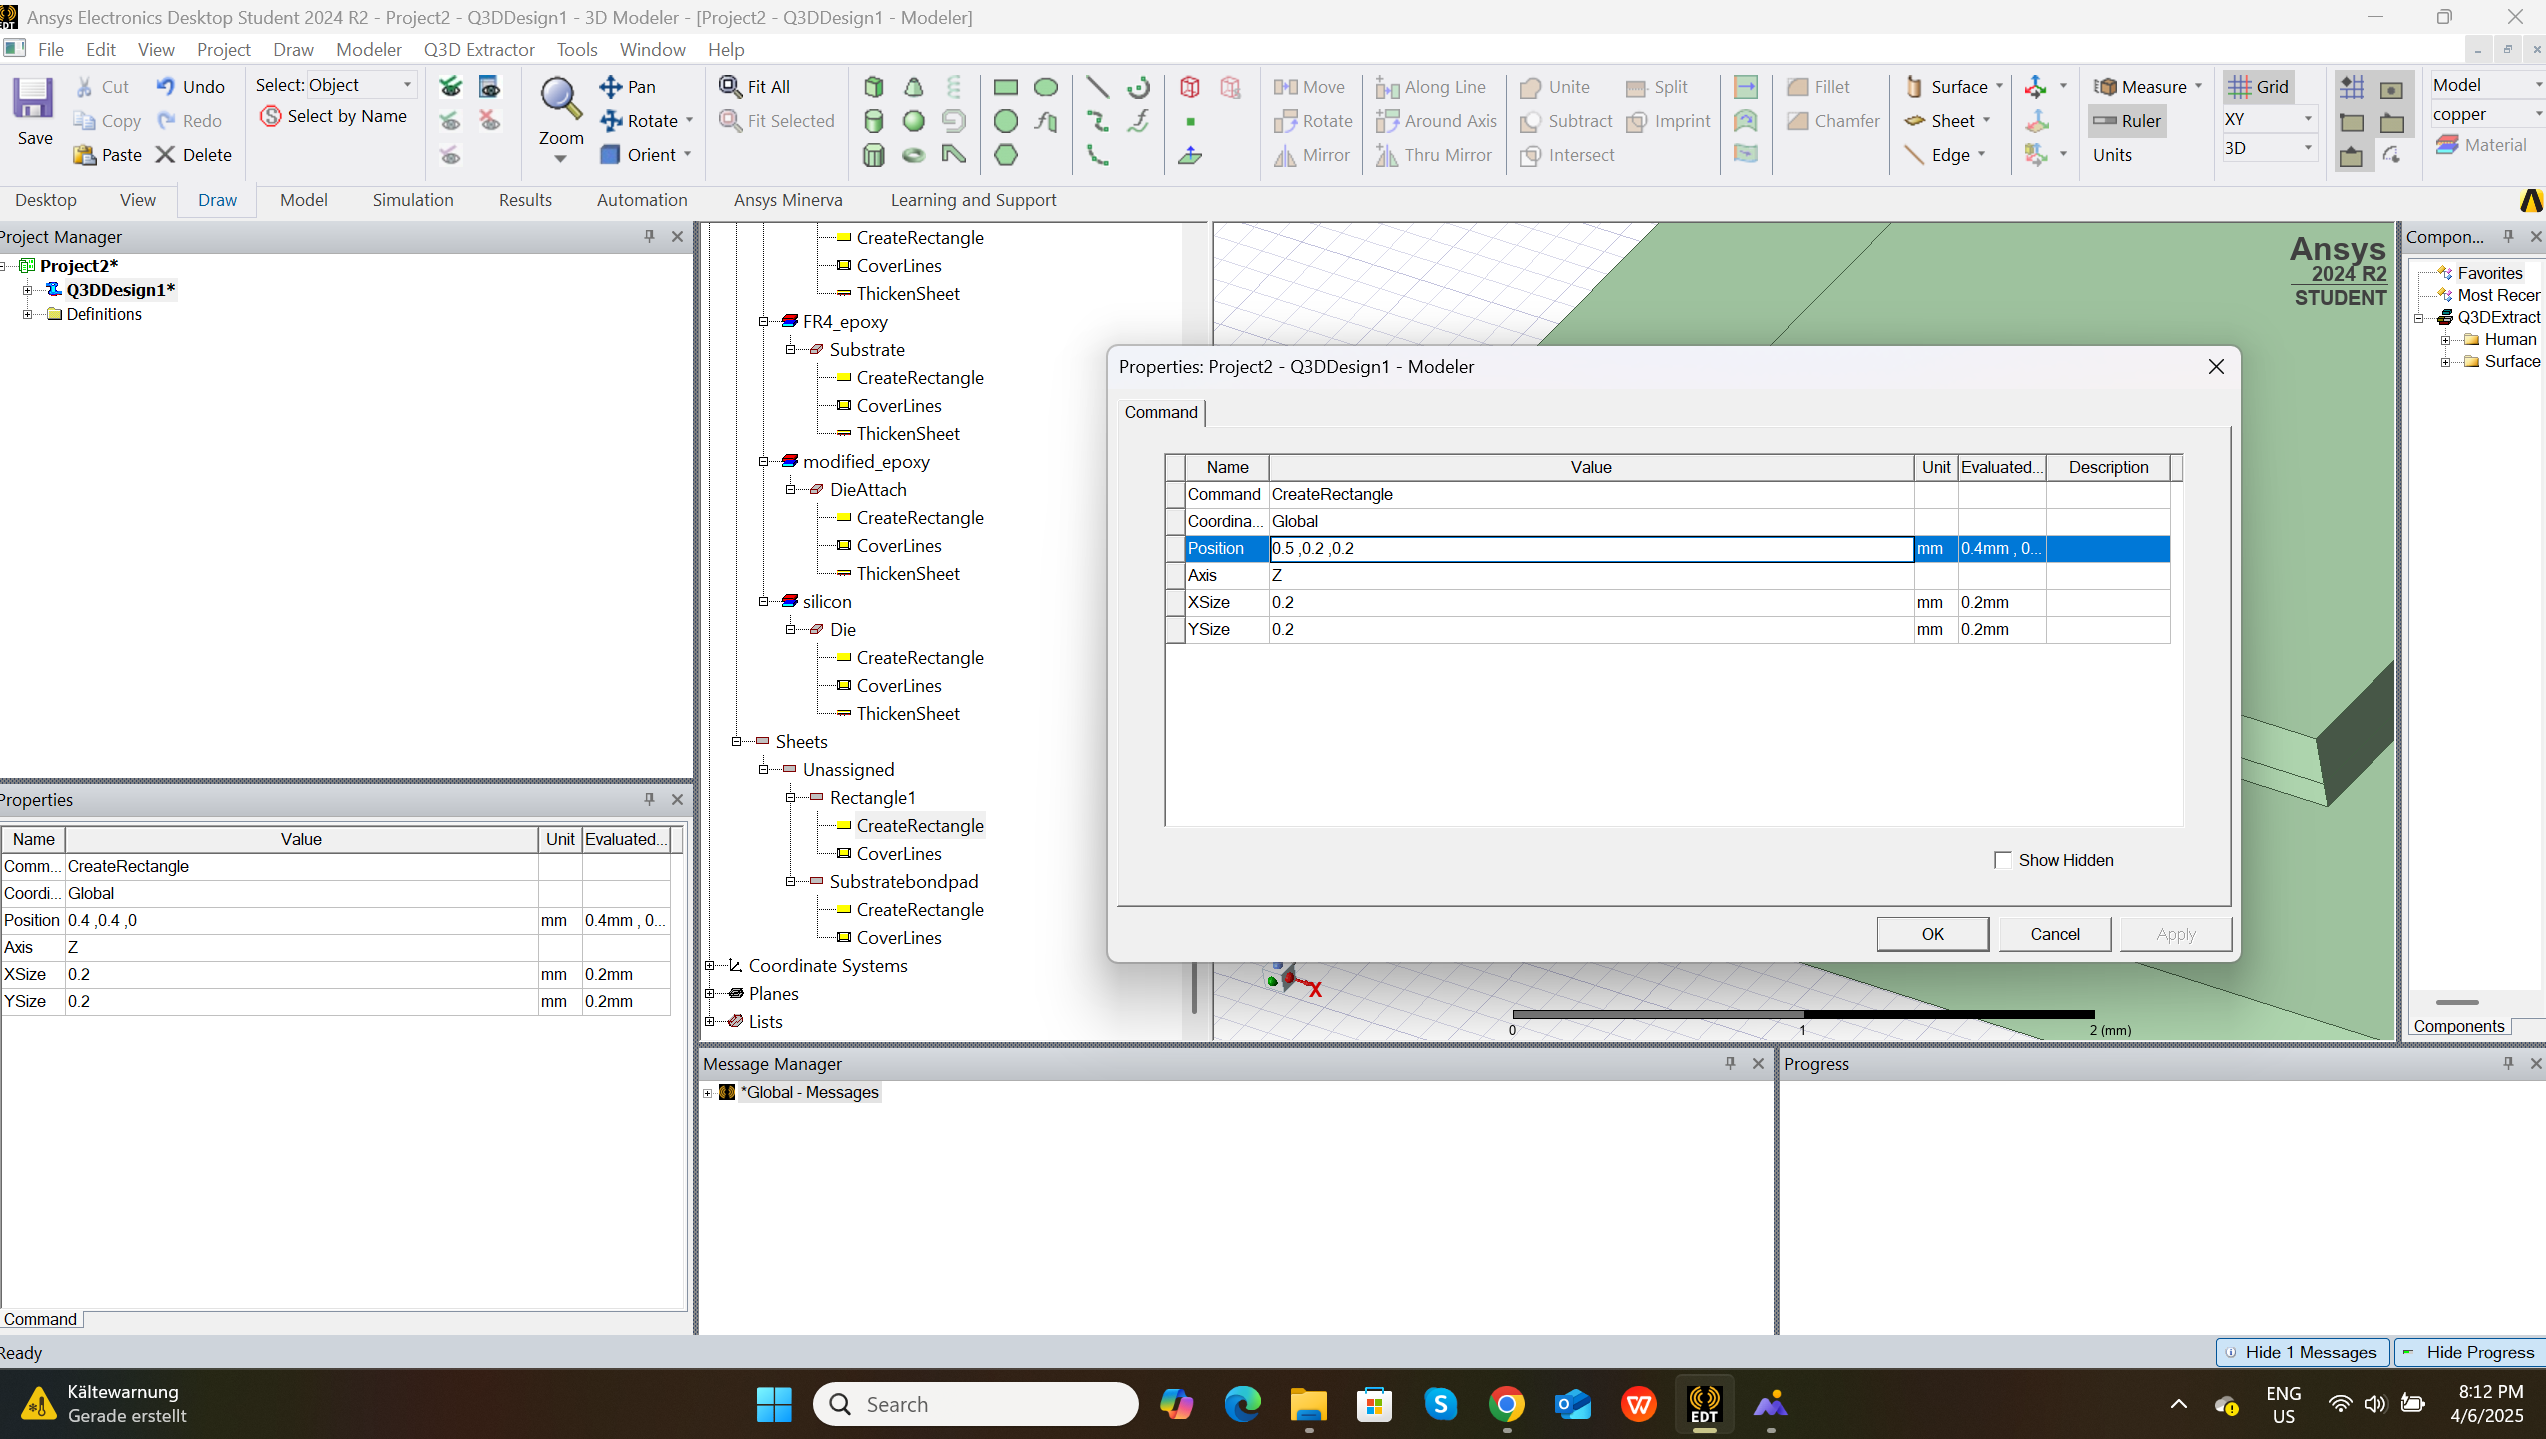 Ansys Electronics Desktop Student 2024 R2 - Project2 - Q3DDesign1 - 3D Modeler - [Project2 - Q3DDesign1 - Modeler]
File Edit View Project Draw Modeler Q3D Extractor Tools Window Help
Save
Cut
Copy
Paste
Undo
Redo
Delete
Select: Object
Select by Name
Zoom
Pan
Rotate
Orient
Fit All
Fit Selected
Move
Rotate
Mirror
Along Line
Around Axis
Thru Mirror
Unite
Subtract
Intersect
Split
Imprint
Fillet
Chamfer
Surface
Sheet
Edge
Measure
Ruler
Units
Grid
XY
3D
Model
copper
Material
Desktop View Draw Model Simulation Results Automation Ansys Minerva Learning and Support
Project Manager
Project2*
Q3DDesign1*
Definitions
Properties
Name Value Unit Evaluated...
Comm... CreateRectangle
Coordi... Global
Position 0.4 ,0.4 ,0 mm 0.4mm , 0...
Axis Z
XSize 0.2 mm 0.2mm
YSize 0.2 mm 0.2mm
Command
CreateRectangle
CoverLines
ThickenSheet
FR4_epoxy
Substrate
CreateRectangle
CoverLines
ThickenSheet
modified_epoxy
DieAttach
CreateRectangle
CoverLines
ThickenSheet
silicon
Die
CreateRectangle
CoverLines
ThickenSheet
Sheets
Unassigned
Rectangle1
CreateRectangle
CoverLines
Substratebondpad
CreateRectangle
CoverLines
Coordinate Systems
Planes
Lists
Ansys
2024 R2
STUDENT
Properties: Project2 - Q3DDesign1 - Modeler
Command
Name Value Unit Evaluated... Description
Command CreateRectangle
Coordina... Global
Position 0.5 ,0.2 ,0.2 mm 0.4mm , 0...
Axis Z
XSize 0.2 mm 0.2mm
YSize 0.2 mm 0.2mm
Show Hidden
OK Cancel Apply
X
0 1 2 (mm)
Compon...
Favorites
Most Recer
Q3DExtract
Human
Surface
Components
Message Manager
*Global - Messages
Progress
Ready
Hide 1 Messages Hide Progress
Kältewarnung
Gerade erstellt
Search
EDT
ENG
US
8:12 PM
4/6/2025